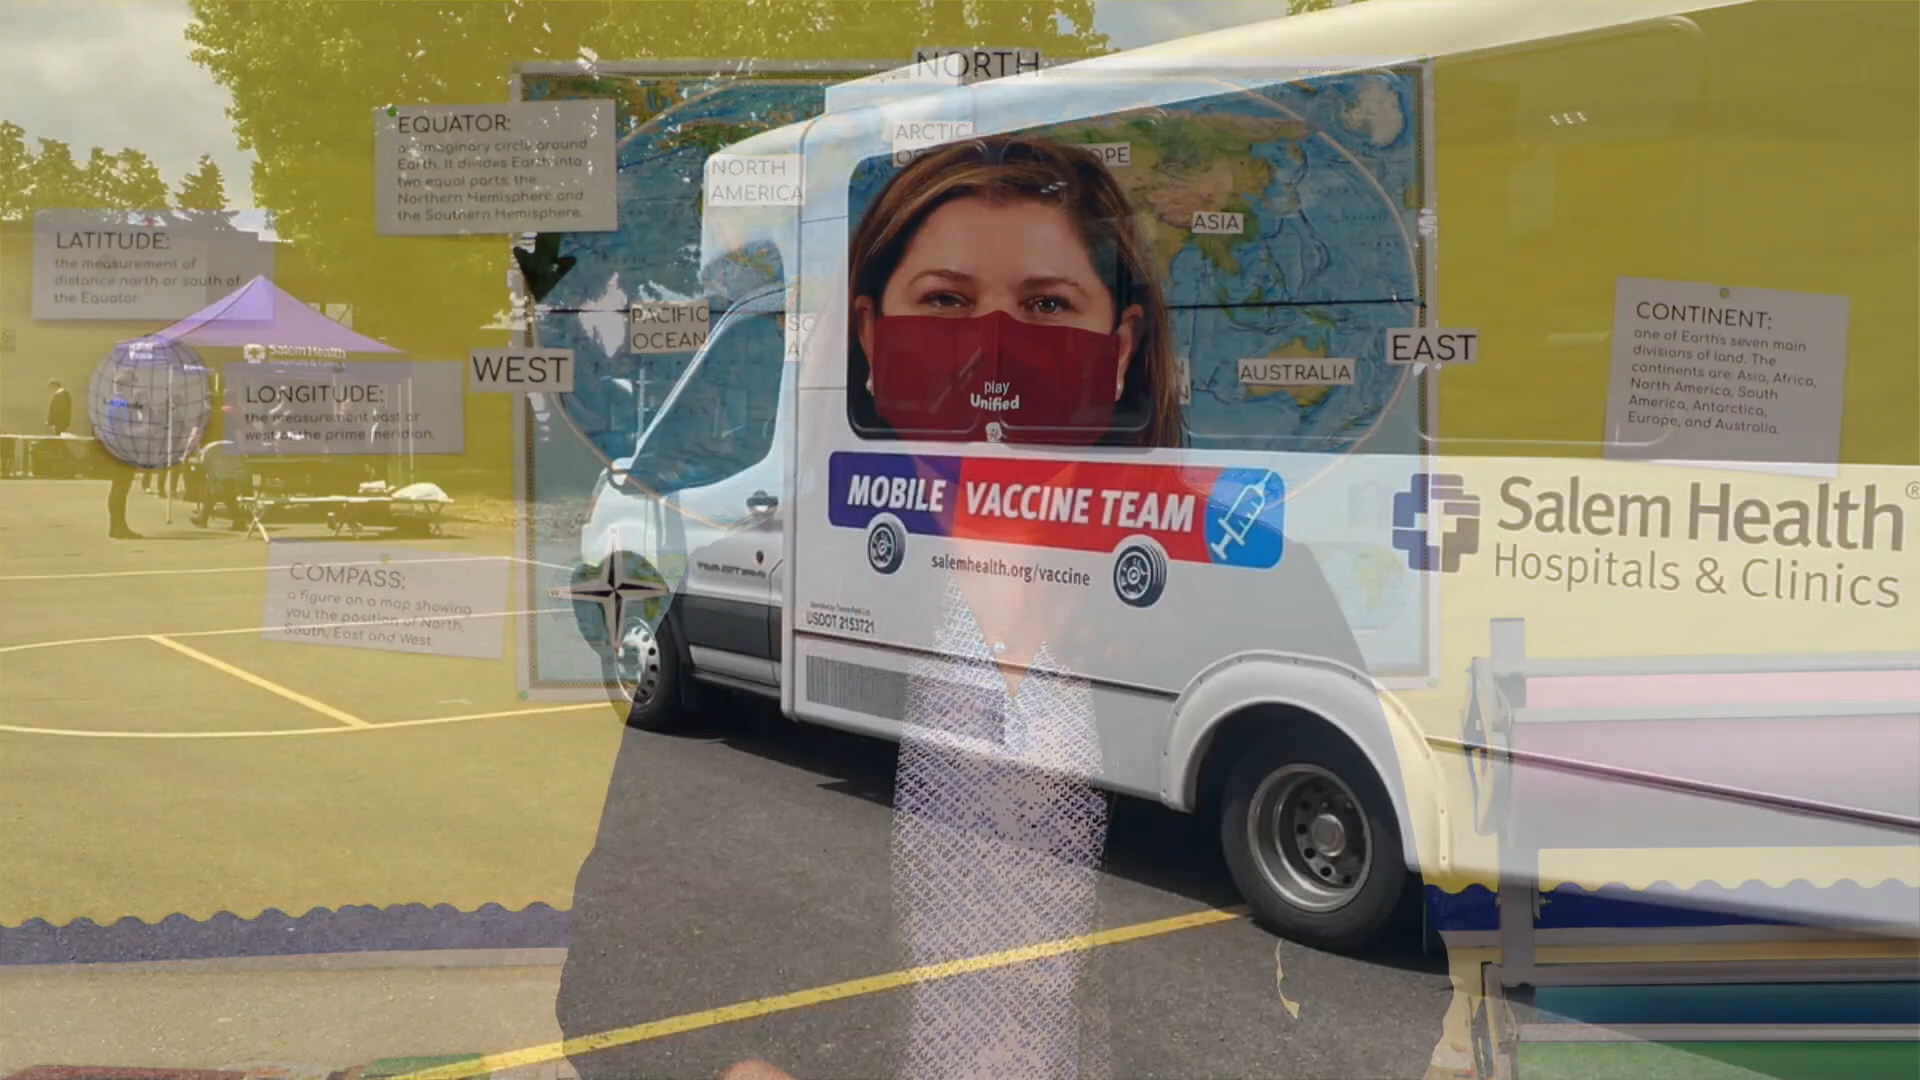 NORTH
EQUATOR:
an imaginary circle around
Earth. It divides Earth into
two equal parts: the
Northern Hemisphere and
the Southern Hemisphere.
ARCTIC
NORTH
AMERICA
ASIA
LATITUDE:
the measurement of
distance north or south of
the Equator.
PACIFIC
OCEAN
WEST
EAST
AUSTRALIA
CONTINENT:
one of Earth's seven main
divisions of land. The
continents are: Asia, Africa,
North America, South
America, Antarctica,
Europe, and Australia.
Salem Health
LONGITUDE:
the measurement east or
west of the prime meridian.
play
Unified
MOBILE VACCINE TEAM
salemhealth.org/vaccine
Salem Health®
Hospitals & Clinics
USDOT 2153721
COMPASS:
a figure on a map showing
you the position of North,
South, East and West.
W